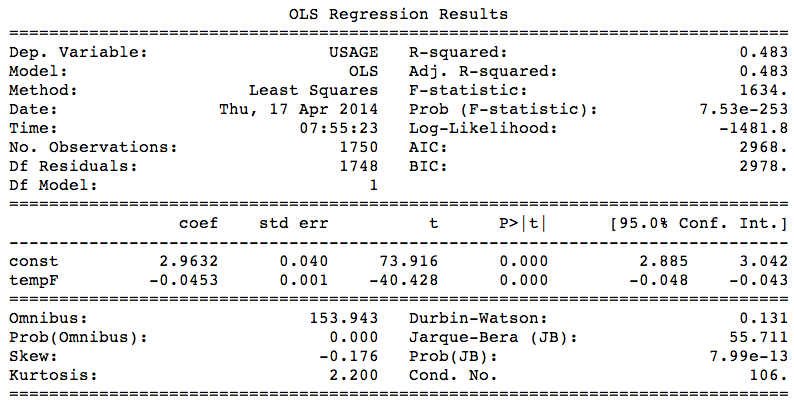 OLS Regression Results
==============================================================================
Dep. Variable:                  USAGE   R-squared:                       0.483
Model:                            OLS   Adj. R-squared:                  0.483
Method:                 Least Squares   F-statistic:                     1634.
Date:                Thu, 17 Apr 2014   Prob (F-statistic):          7.53e-253
Time:                        07:55:23   Log-Likelihood:                -1481.8
No. Observations:                1750   AIC:                             2968.
Df Residuals:                    1748   BIC:                             2978.
Df Model:                           1
==============================================================================
                 coef    std err          t      P>|t|      [95.0% Conf. Int.]
------------------------------------------------------------------------------
const          2.9632      0.040     73.916      0.000         2.885     3.042
tempF         -0.0453      0.001    -40.428      0.000        -0.048    -0.043
==============================================================================
Omnibus:                      153.943   Durbin-Watson:                   0.131
Prob(Omnibus):                  0.000   Jarque-Bera (JB):               55.711
Skew:                          -0.176   Prob(JB):                     7.99e-13
Kurtosis:                       2.200   Cond. No.                         106.
==============================================================================